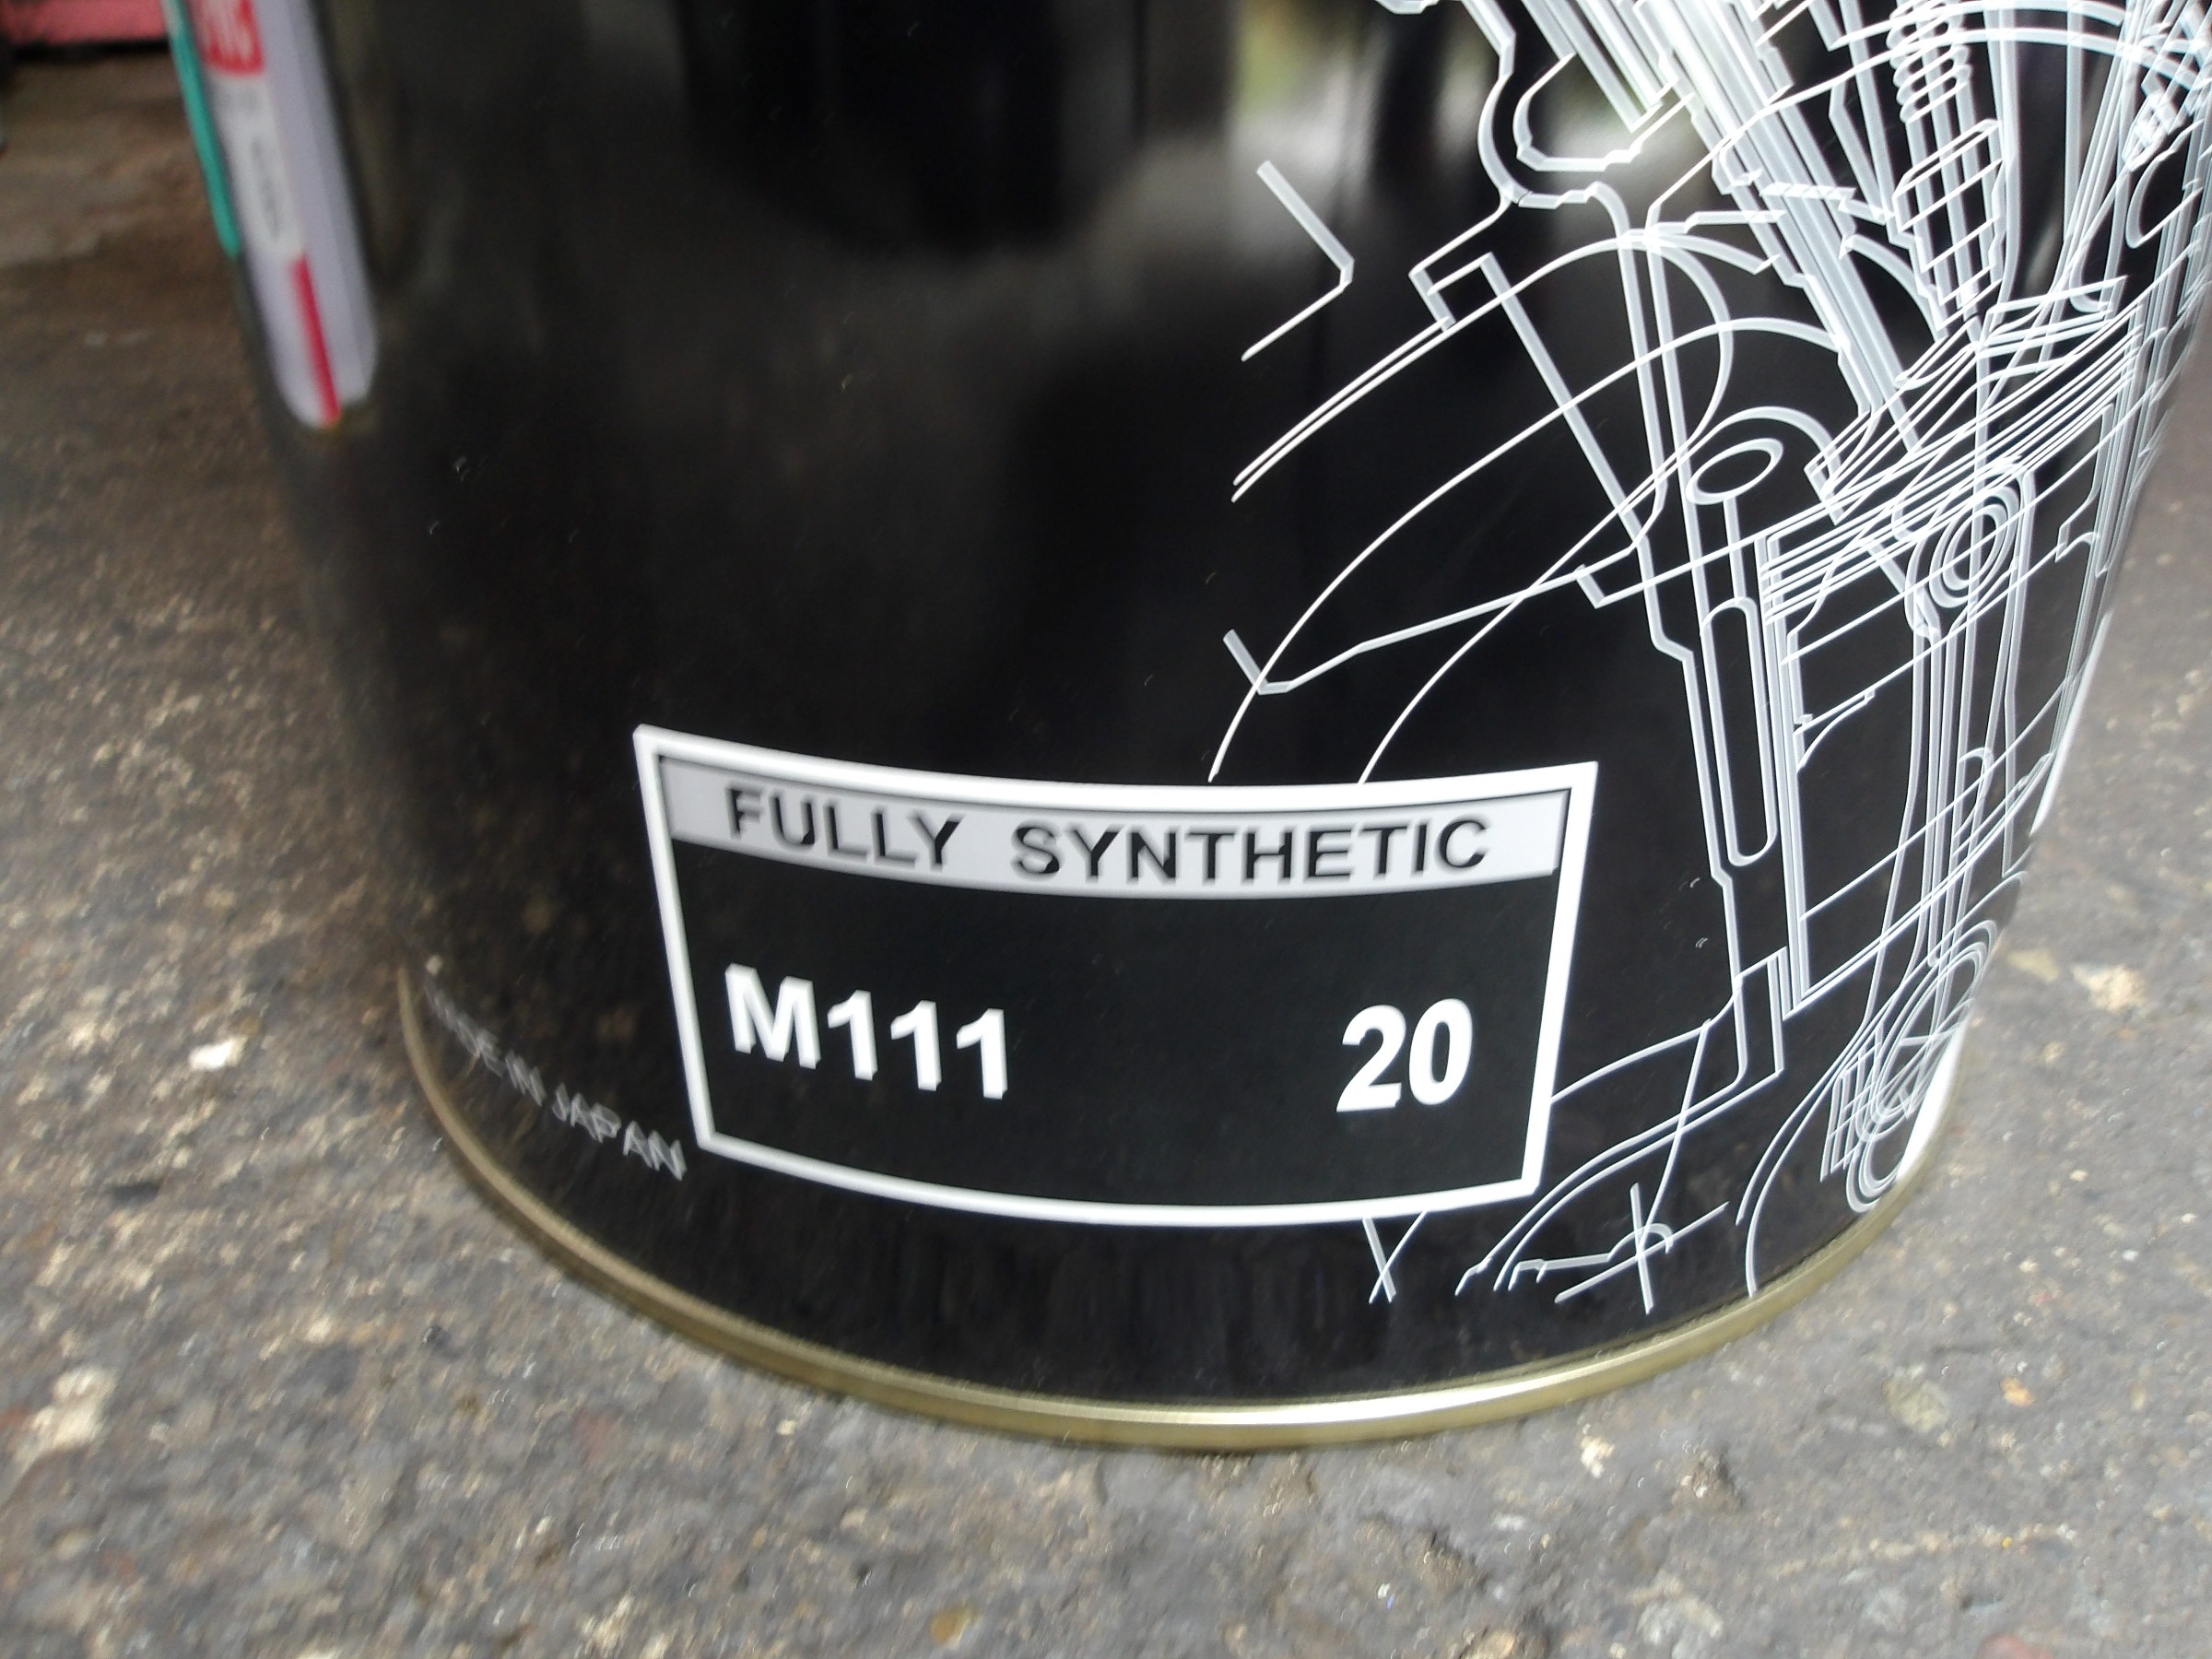 FULLY SYNTHETIC
M111 20
MADE IN JAPAN